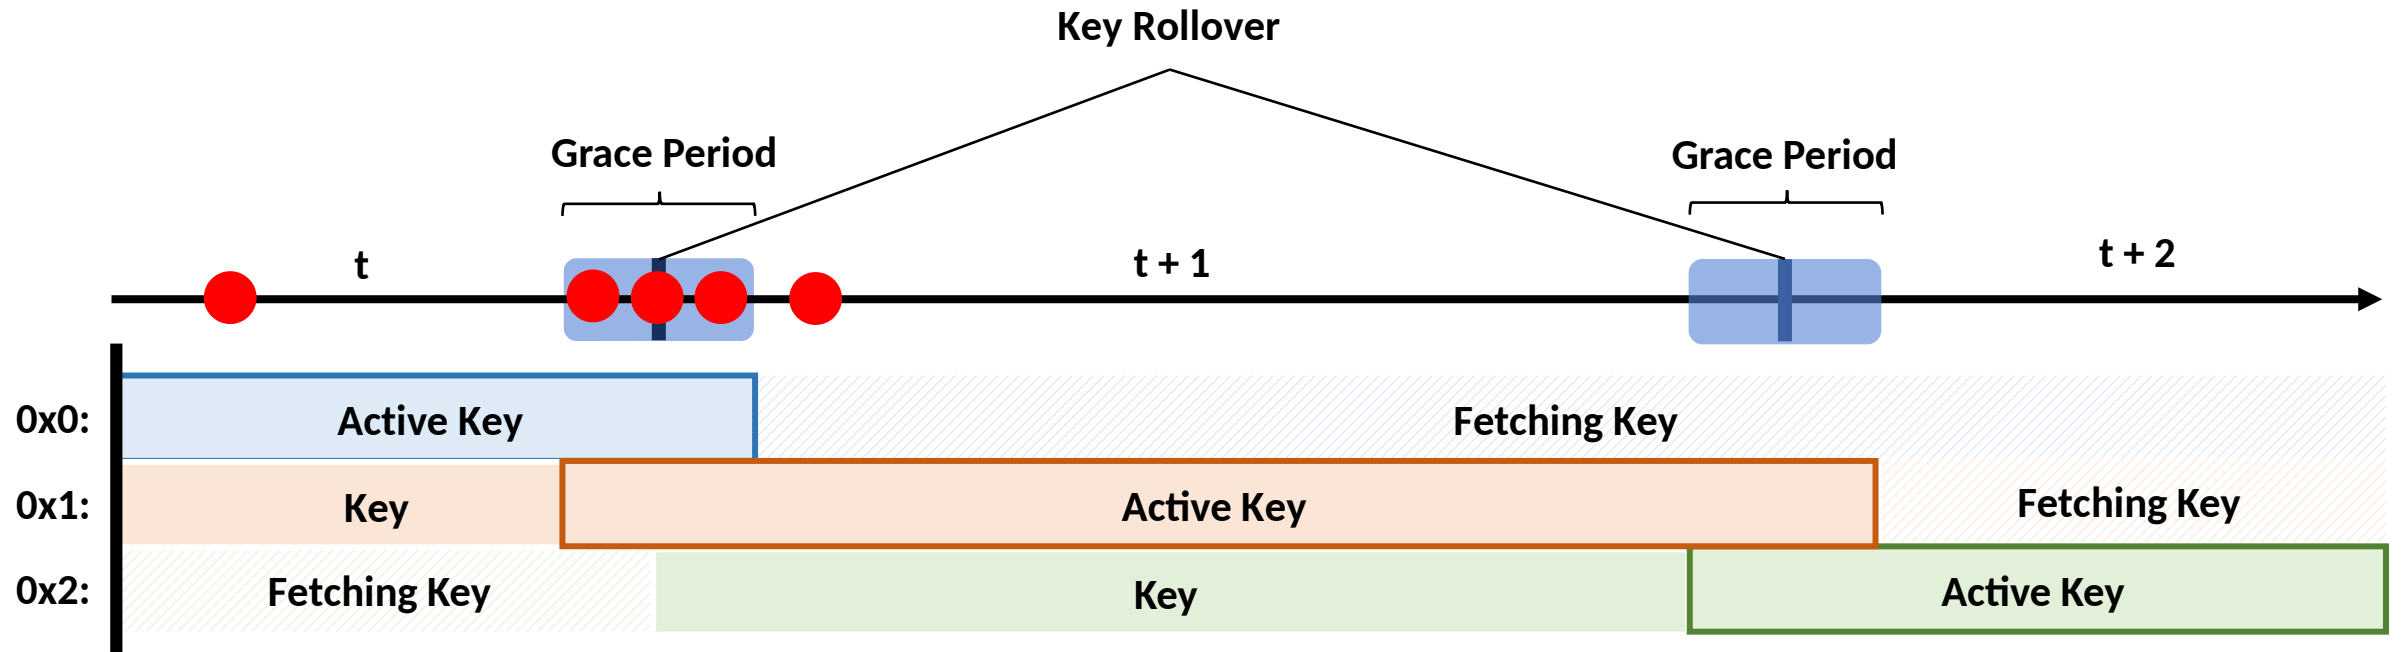 Key Rollover
Grace Period
Grace Period
t
t + 1
t + 2
0x0:
Active Key
Fetching Key
0x1:
Key
Active Key
Fetching Key
0x2:
Fetching Key
Key
Active Key